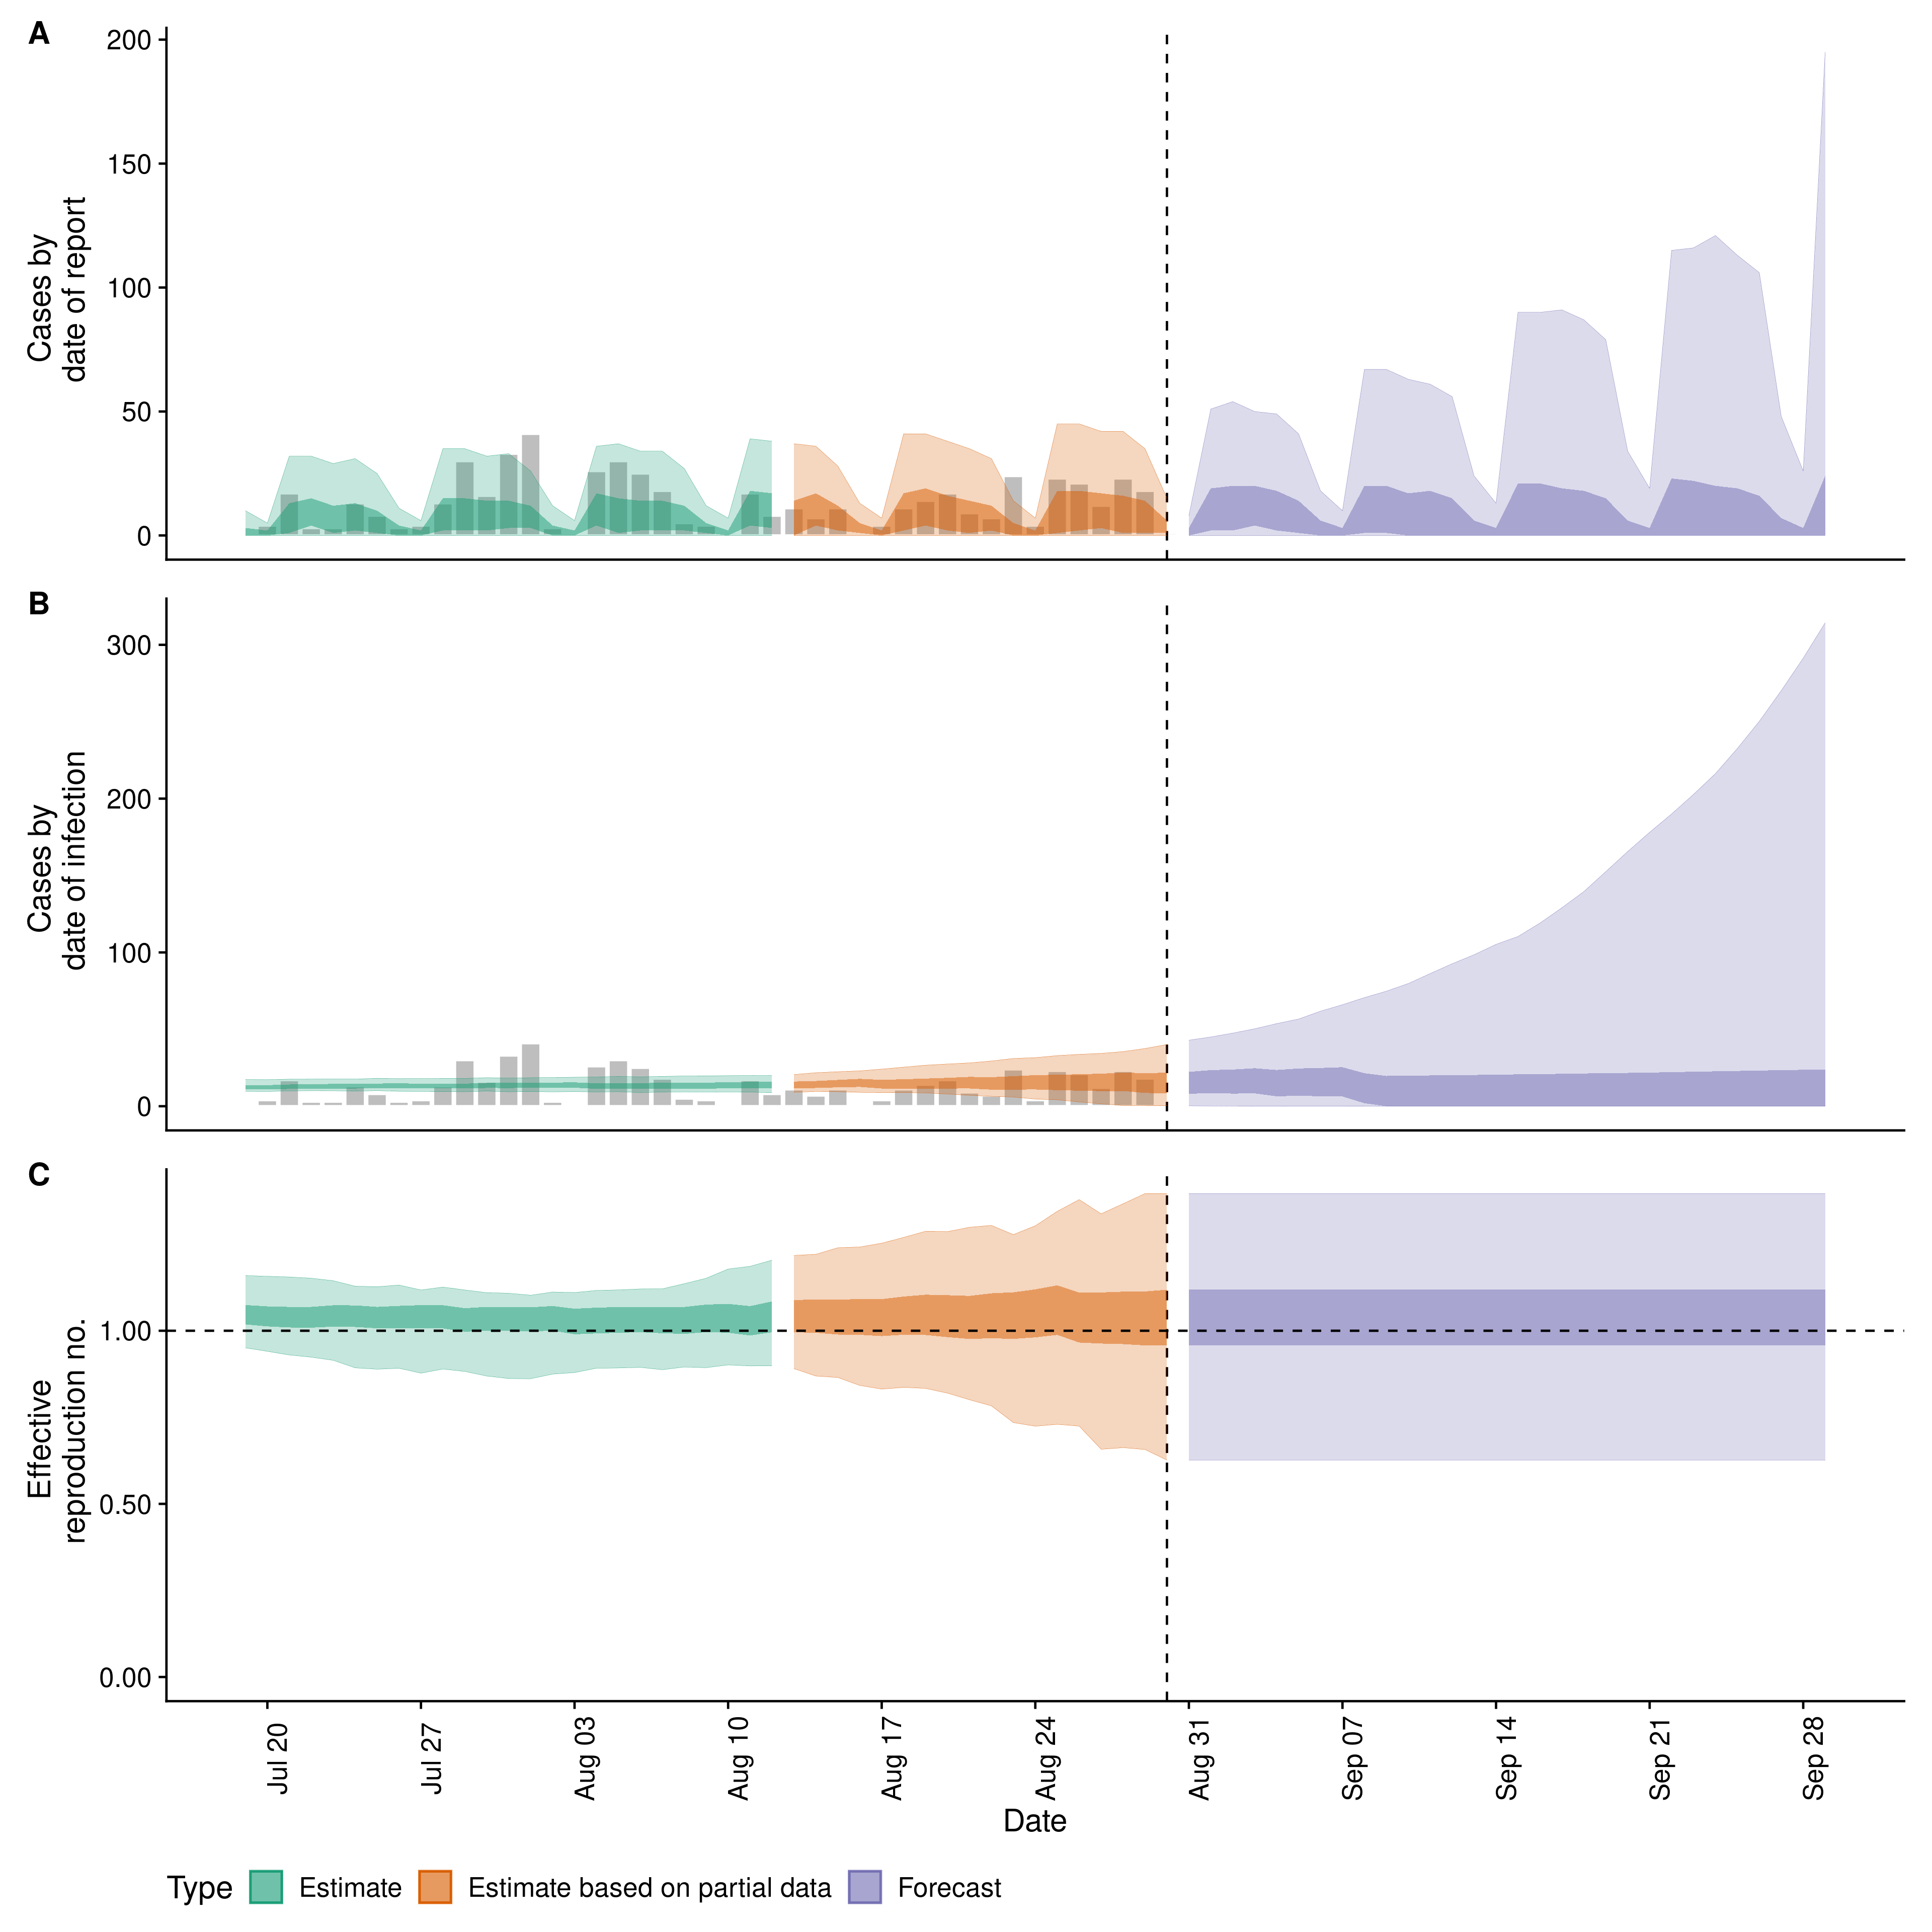 A
200
150
100
50
0
Cases by
date of report
B
300
200
100
0
Cases by
date of infection
C
1.00
0.50
0.00
Effective
reproduction no.
Jul 20
Jul 27
Aug 03
Aug 10
Aug 17
Aug 24
Aug 31
Sep 07
Sep 14
Sep 21
Sep 28
Date
Type Estimate Estimate based on partial data Forecast